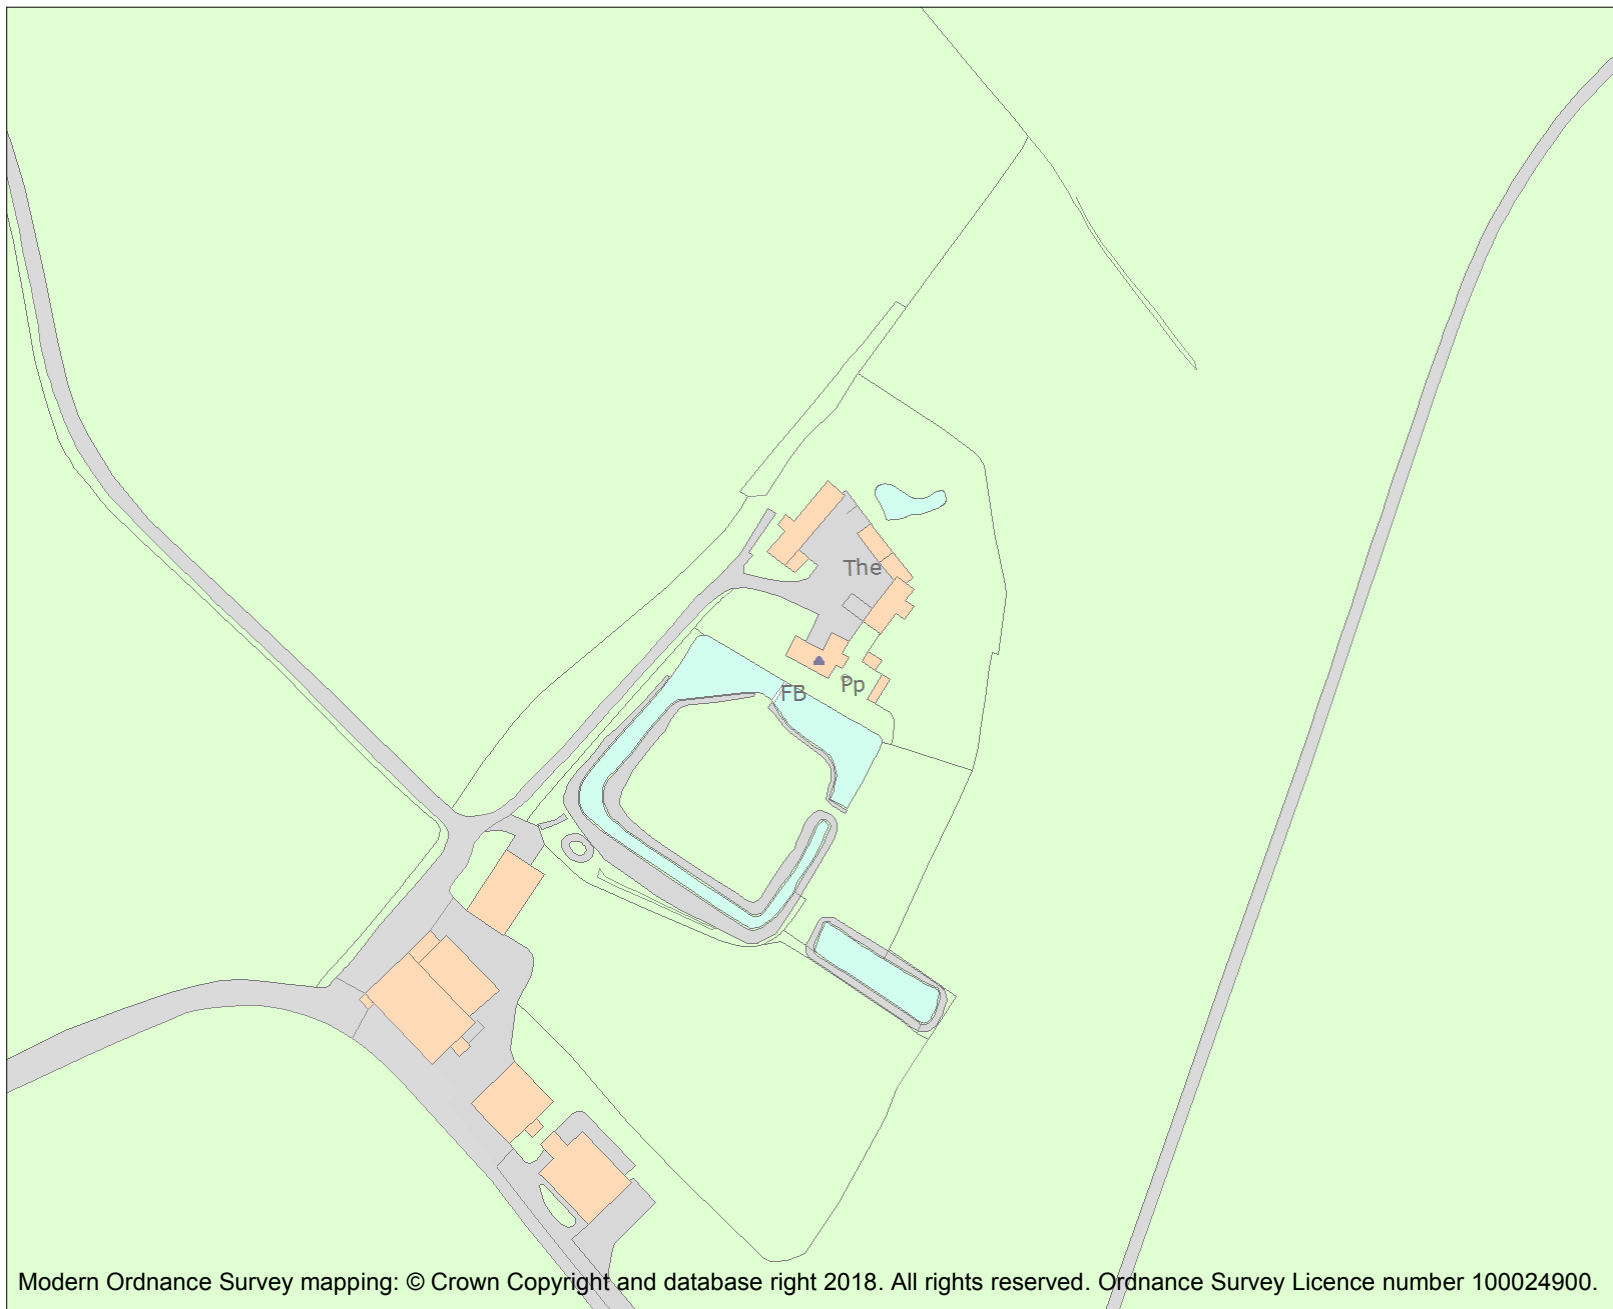 The
FB
Pp
Modern Ordnance Survey mapping: © Crown Copyright and database right 2018. All rights reserved. Ordnance Survey Licence number 100024900.